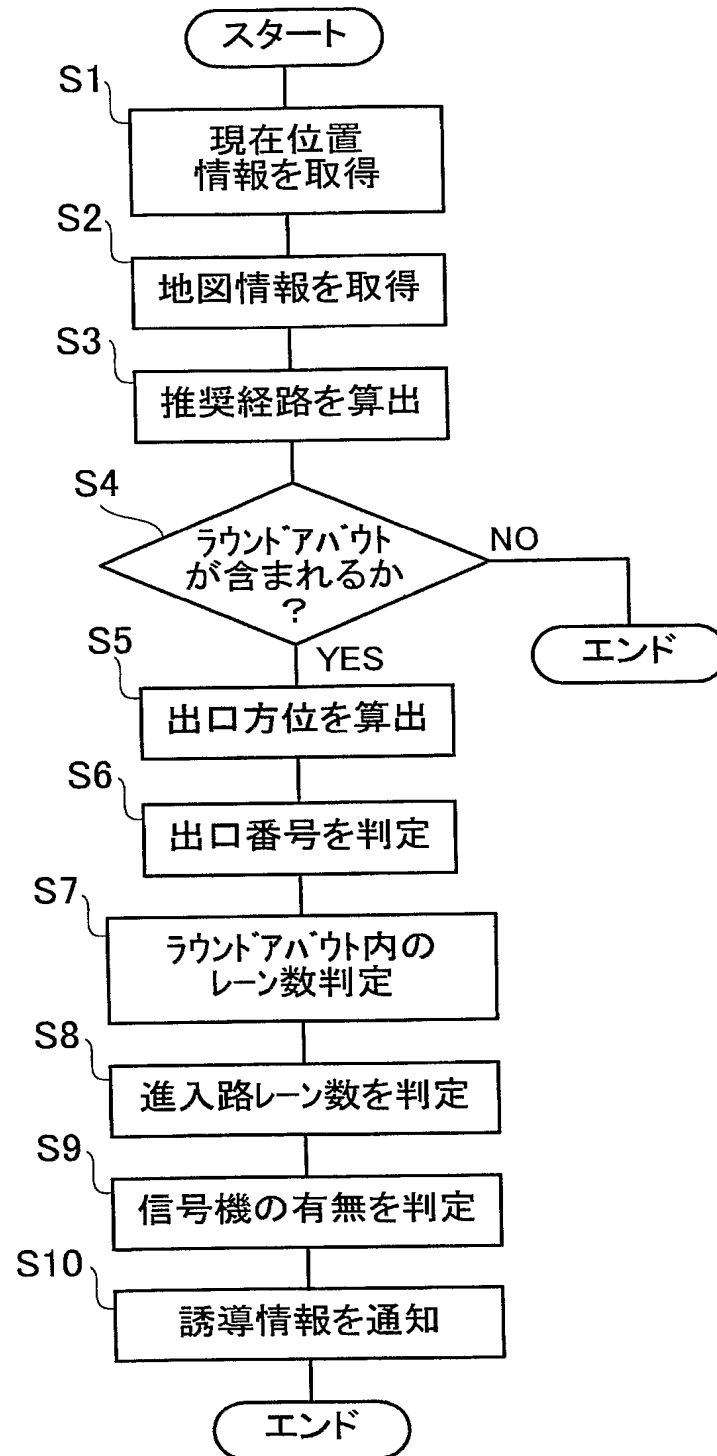 スタート
S1
現在位置
情報を取得
S2
地図情報を取得
S3
推奨経路を算出
S4
ラウンドアバウト
が含まれるか
?
NO
エンド
YES
S5
出口方位を算出
S6
出口番号を判定
S7
ラウンドアバウト内の
レーン数判定
S8
進入路レーン数を判定
S9
信号機の有無を判定
S10
誘導情報を通知
エンド